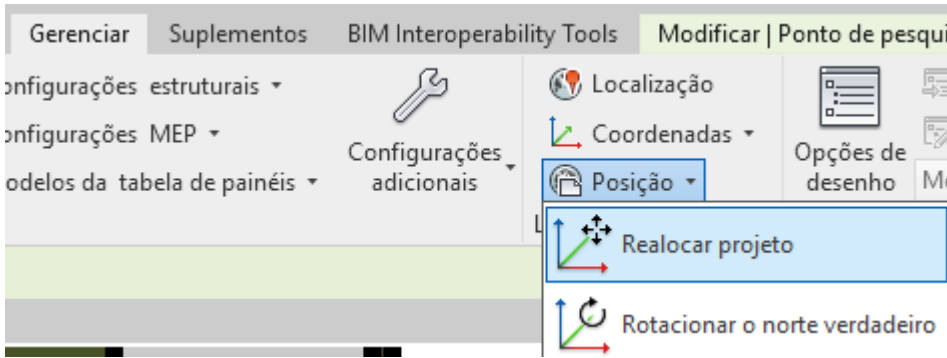 Gerenciar Suplementos BIM Interoperability Tools Modificar | Ponto de pesqui
onfigurações estruturais
onfigurações MEP
odelos da tabela de painéis
Configurações
adicionais
Localização
Coordenadas
Posição
Opções de
desenho
Realocar projeto
Rotacionar o norte verdadeiro